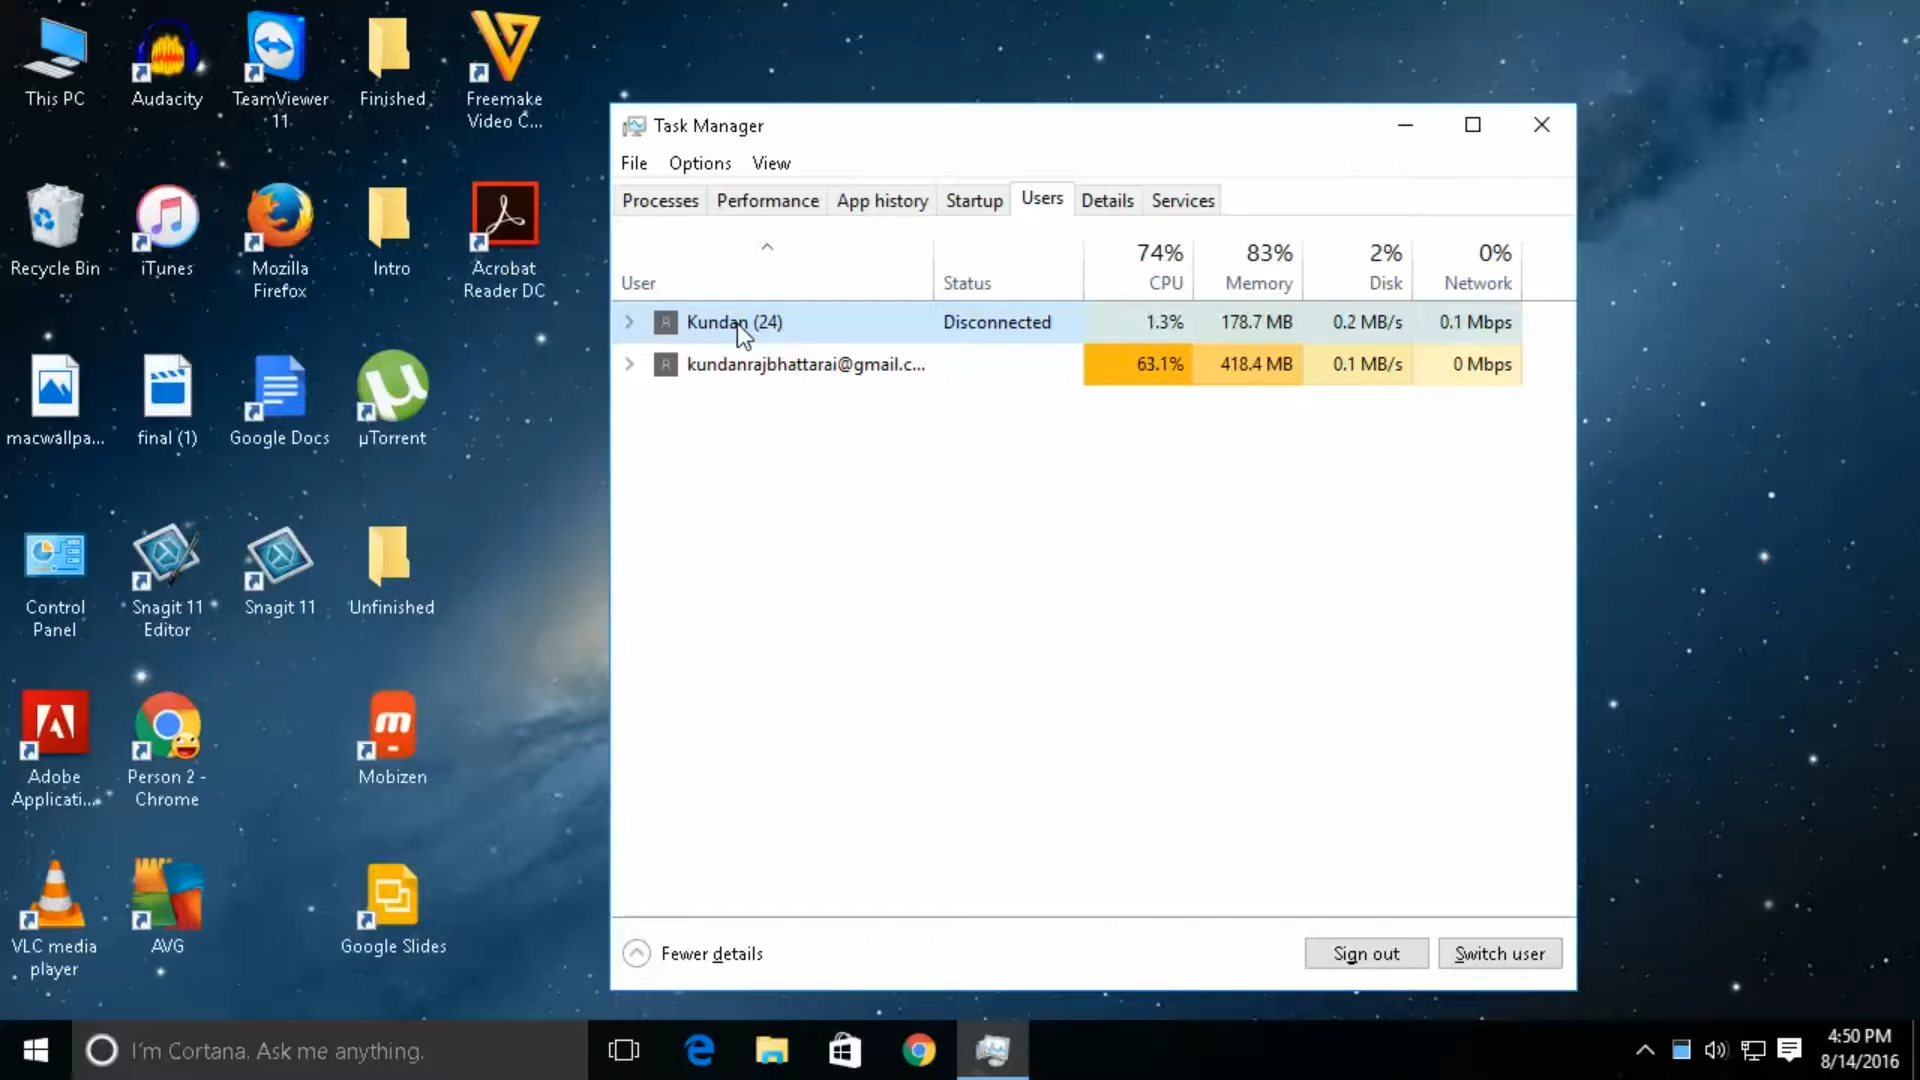 This PC
Audacity
TeamViewer
11
Finished
Freemake
Video C...
Recycle Bin
iTunes
Mozilla
Firefox
Intro
Acrobat
Reader DC
macwallpa...
final (1)
Google Docs
µTorrent
Control
Panel
Snagit 11
Editor
Snagit 11
Unfinished
Adobe
Applicati...
Person 2 -
Chrome
Mobizen
VLC media
player
AVG
Google Slides
Task Manager
File Options View
Processes Performance App history Startup Users Details Services
74% 83% 2% 0%
User Status CPU Memory Disk Network
Kundan (24) Disconnected 1.3% 178.7 MB 0.2 MB/s 0.1 Mbps
kundanrajbhattarai@gmail.c... 63.1% 418.4 MB 0.1 MB/s 0 Mbps
Fewer details Sign out Switch user
I'm Cortana. Ask me anything.
4:50 PM
8/14/2016